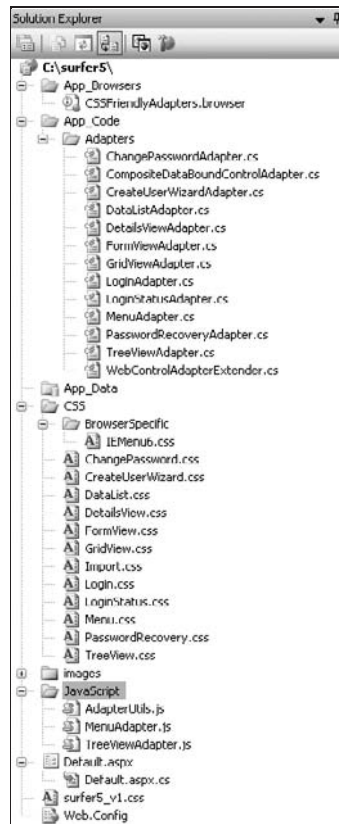 Solution Explorer
C:\surfer5\
App_Browsers
CSSFriendlyAdapters.browser
App_Code
Adapters
ChangePasswordAdapter.cs
CompositeDataBoundControlAdapter.cs
CreateUserWizardAdapter.cs
DataListAdapter.cs
DetailsViewAdapter.cs
FormViewAdapter.cs
GridViewAdapter.cs
LoginAdapter.cs
LoginStatusAdapter.cs
MenuAdapter.cs
PasswordRecoveryAdapter.cs
TreeViewAdapter.cs
WebControlAdapterExtender.cs
App_Data
CSS
BrowserSpecific
IEMenu6.css
ChangePassword.css
CreateUserWizard.css
DataList.css
DetailsView.css
FormView.css
GridView.css
Import.css
Login.css
LoginStatus.css
Menu.css
PasswordRecovery.css
TreeView.css
images
JavaScript
AdapterUtils.js
MenuAdapter.js
TreeViewAdapter.js
Default.aspx
Default.aspx.cs
surfer5_v1.css
Web.Config